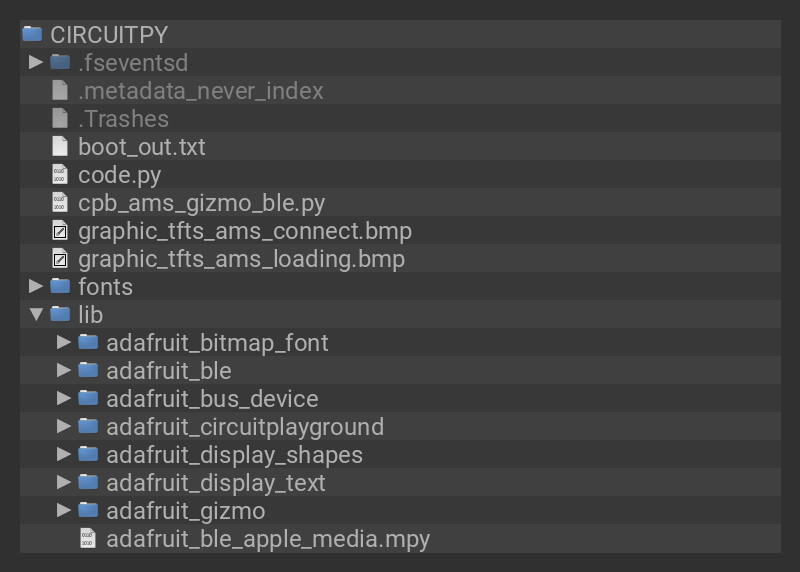 CIRCUITPY
.fseventsd
.metadata_never_index
.Trashes
boot_out.txt
code.py
cpb_ams_gizmo_ble.py
graphic_tfts_ams_connect.bmp
graphic_tfts_ams_loading.bmp
fonts
lib
adafruit_bitmap_font
adafruit_ble
adafruit_bus_device
adafruit_circuitplayground
adafruit_display_shapes
adafruit_display_text
adafruit_gizmo
adafruit_ble_apple_media.mpy